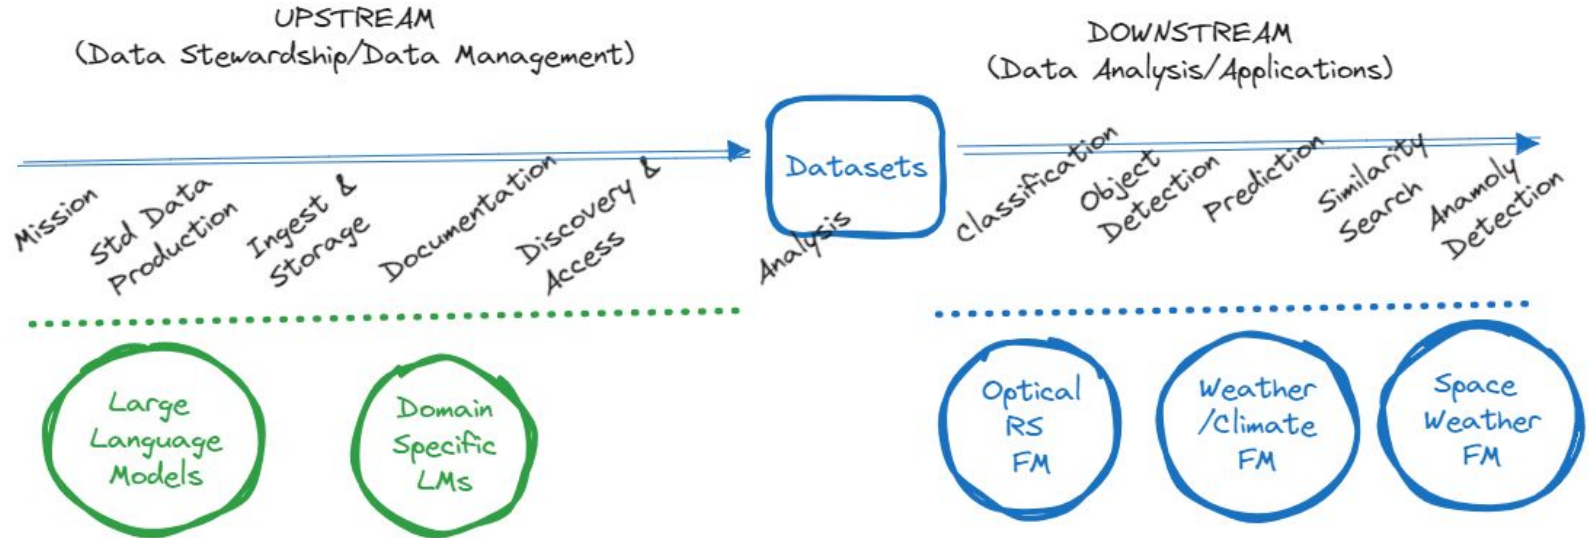 UPSTREAM
(Data Stewardship/Data Management)
DOWNSTREAM
(Data Analysis/Applications)
Mission
Std Data
Production
Ingest &
Storage
Documentation
Discovery &
Access
Datasets
Analysis
Classification
Object
Detection
Prediction
Similarity
Search
Anamoly
Detection
Large
Language
Models
Domain
Specific
LMs
Optical
RS
FM
Weather
/Climate
FM
Space
Weather
FM